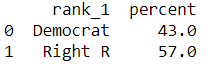 rank_1 percent
0 Democrat 43.0
1 Right R 57.0